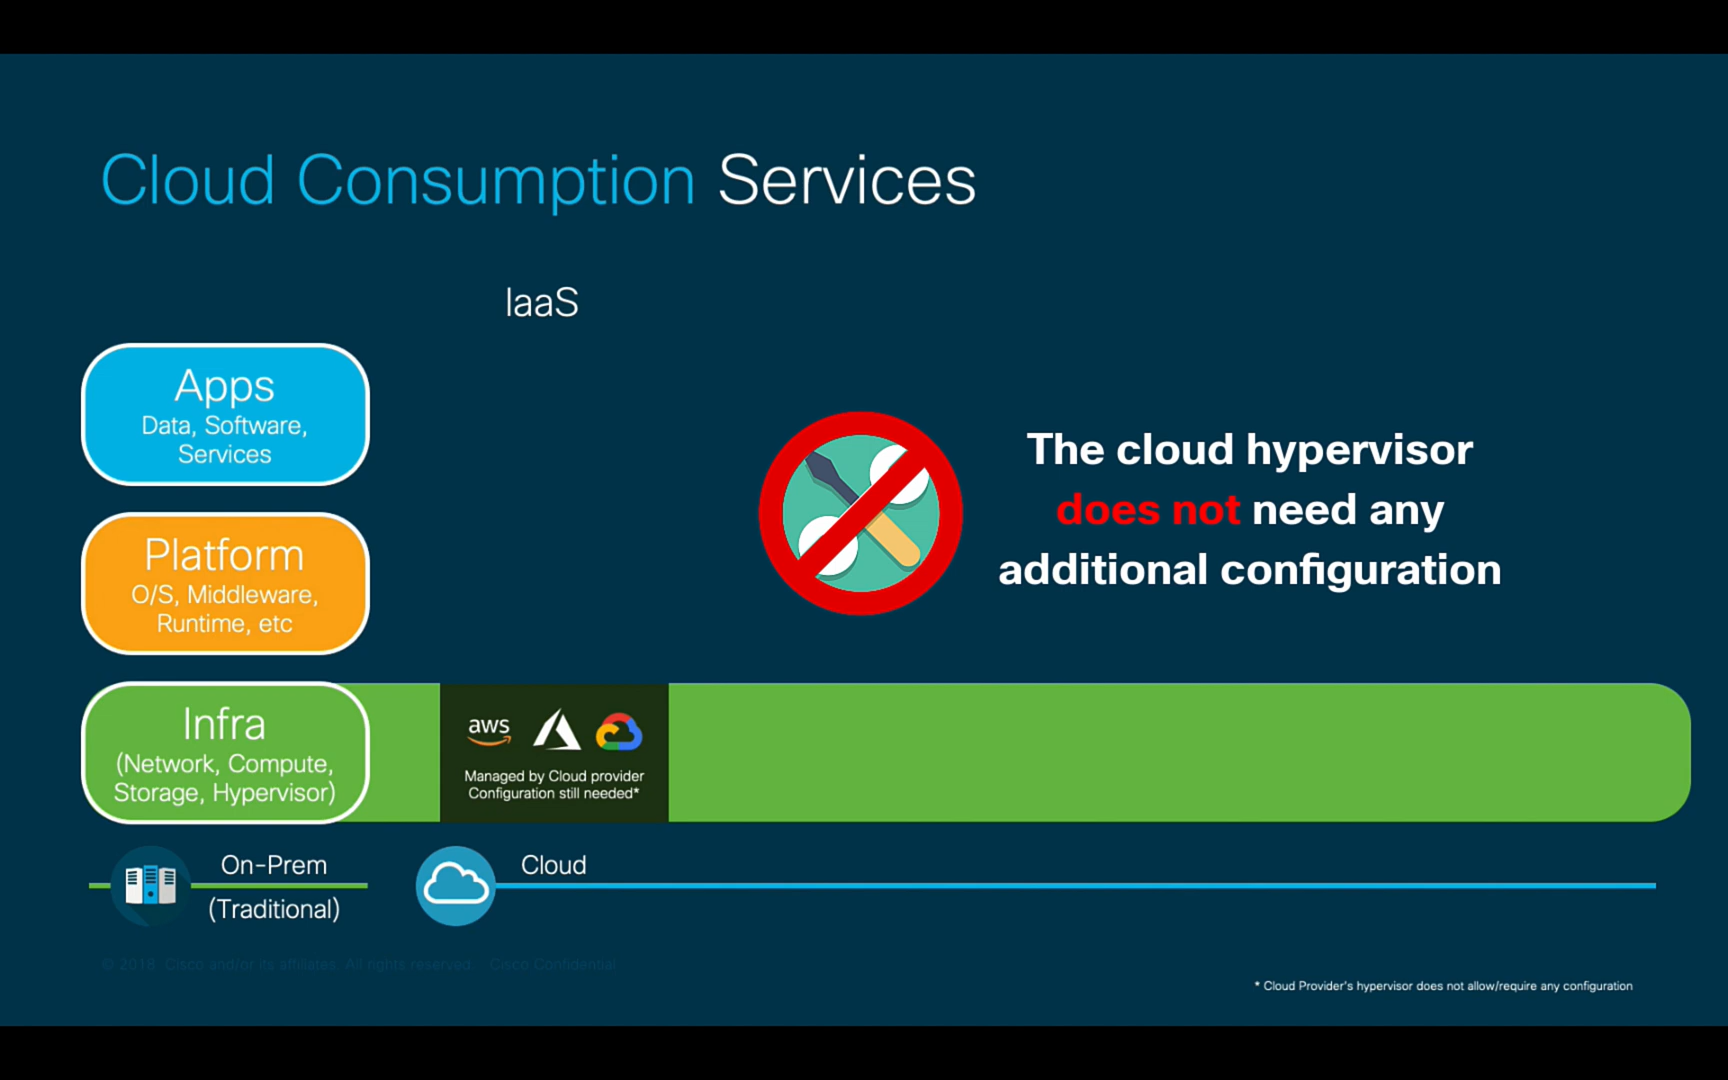 Cloud Consumption Services
IaaS
Apps
Data, Software,
Services
The cloud hypervisor
does not need any
additional configuration
Platform
O/S, Middleware,
Runtime, etc
Infra
(Network, Compute,
Storage, Hypervisor)
aws
Managed by Cloud provider
Configuration still needed*
On-Prem
(Traditional)
Cloud
© 2018 Cisco and/or its affiliates. All rights reserved. Cisco Confidential
* Cloud Provider's hypervisor does not allow/require any configuration